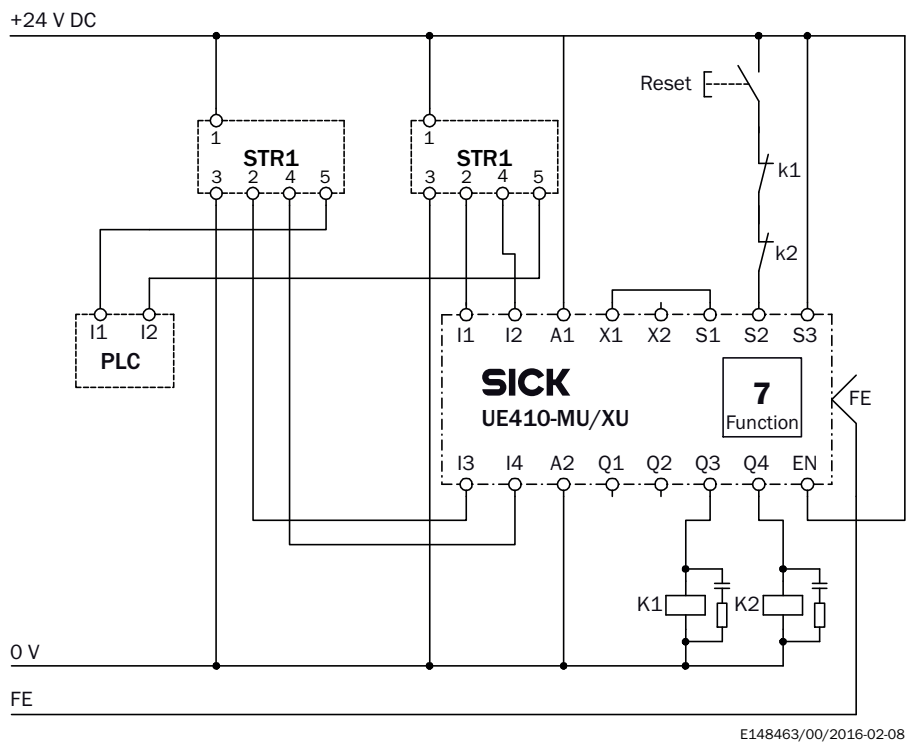 +24 V DC
Reset
1
1
STR1
STR1
3 2 4 5
3 2 4 5
k1
k2
I1 I2
PLC
I1 I2 A1 X1 X2 S1 S2 S3
SICK
UE410-MU/XU
7
Function
FE
I3 I4 A2 Q1 Q2 Q3 Q4 EN
K1
K2
0 V
FE
E148463/00/2016-02-08